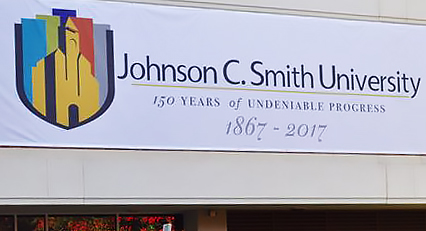 Johnson C. Smith University
150 YEARS of UNDENIABLE PROGRESS
1867 - 2017